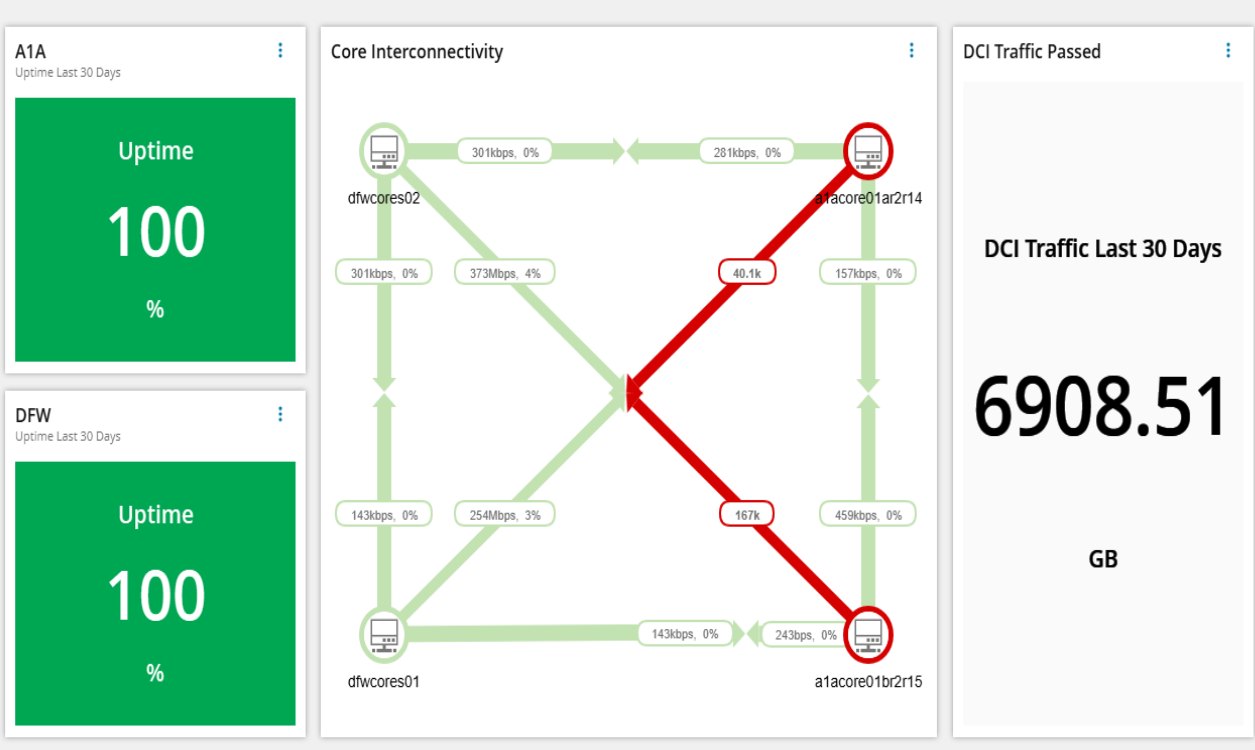 A1A
Uptime Last 30 Days
Uptime
100
%
DFW
Uptime Last 30 Days
Uptime
100
%
Core Interconnectivity
301kbps, 0%
281kbps, 0%
dfwcores02
a1acore01ar2r14
301kbps, 0%
373Mbps, 4%
40.1k
157kbps, 0%
143kbps, 0%
254Mbps, 3%
167k
459kbps, 0%
143kbps, 0%
243bps, 0%
dfwcores01
a1acore01br2r15
DCI Traffic Passed
DCI Traffic Last 30 Days
6908.51
GB